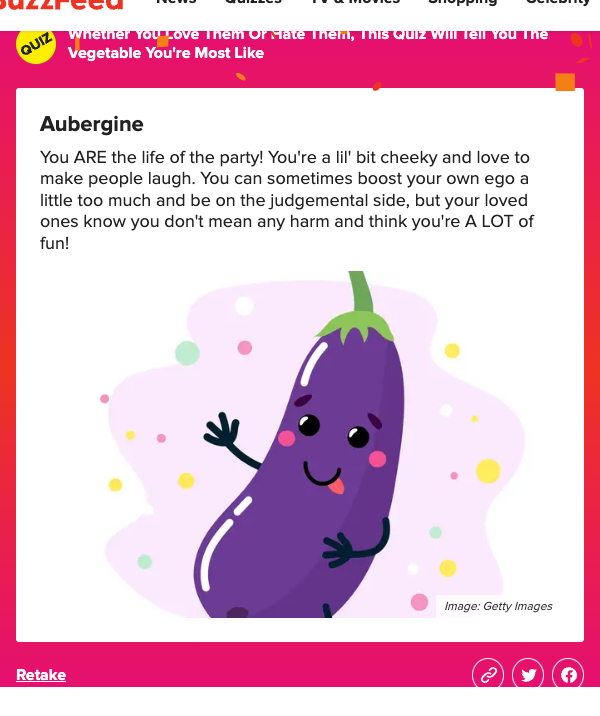 BuzzFeed
News Quizzes TV & Movies Shopping Celebrity
QUIZ
Whether You Love Them Or Hate Them, This Quiz Will Tell You The
Vegetable You're Most Like
Aubergine
You ARE the life of the party! You're a lil' bit cheeky and love to
make people laugh. You can sometimes boost your own ego a
little too much and be on the judgemental side, but your loved
ones know you don't mean any harm and think you're A LOT of
fun!
Image: Getty Images
Retake